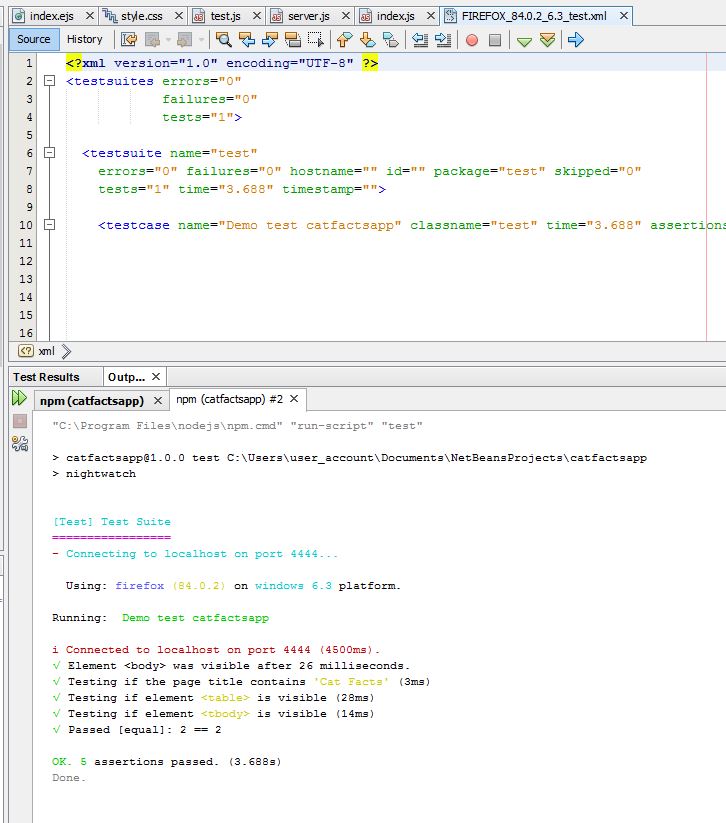 index.ejs style.css test.js server.js index.js FIREFOX_84.0.2_6.3_test.xml
Source History
1 <?xml version="1.0" encoding="UTF-8" ?>
2 <testsuites errors="0"
3 failures="0"
4 tests="1">
5
6 <testsuite name="test"
7 errors="0" failures="0" hostname="" id="" package="test" skipped="0"
8 tests="1" time="3.688" timestamp="">
9
10 <testcase name="Demo test catfactsapp" classname="test" time="3.688" assertions
11
12
13
14
15
16
xml
Test Results Outp...
npm (catfactsapp) npm (catfactsapp) #2
"C:\Program Files\nodejs\npm.cmd" "run-script" "test"
> catfactsapp@1.0.0 test C:\Users\user_account\Documents\NetBeansProjects\catfactsapp
> nightwatch
[Test] Test Suite
==================
- Connecting to localhost on port 4444...
Using: firefox (84.0.2) on windows 6.3 platform.
Running: Demo test catfactsapp
i Connected to localhost on port 4444 (4500ms).
√ Element <body> was visible after 26 milliseconds.
√ Testing if the page title contains 'Cat Facts' (3ms)
√ Testing if element <table> is visible (28ms)
√ Testing if element <tbody> is visible (14ms)
√ Passed [equal]: 2 == 2
OK. 5 assertions passed. (3.688s)
Done.